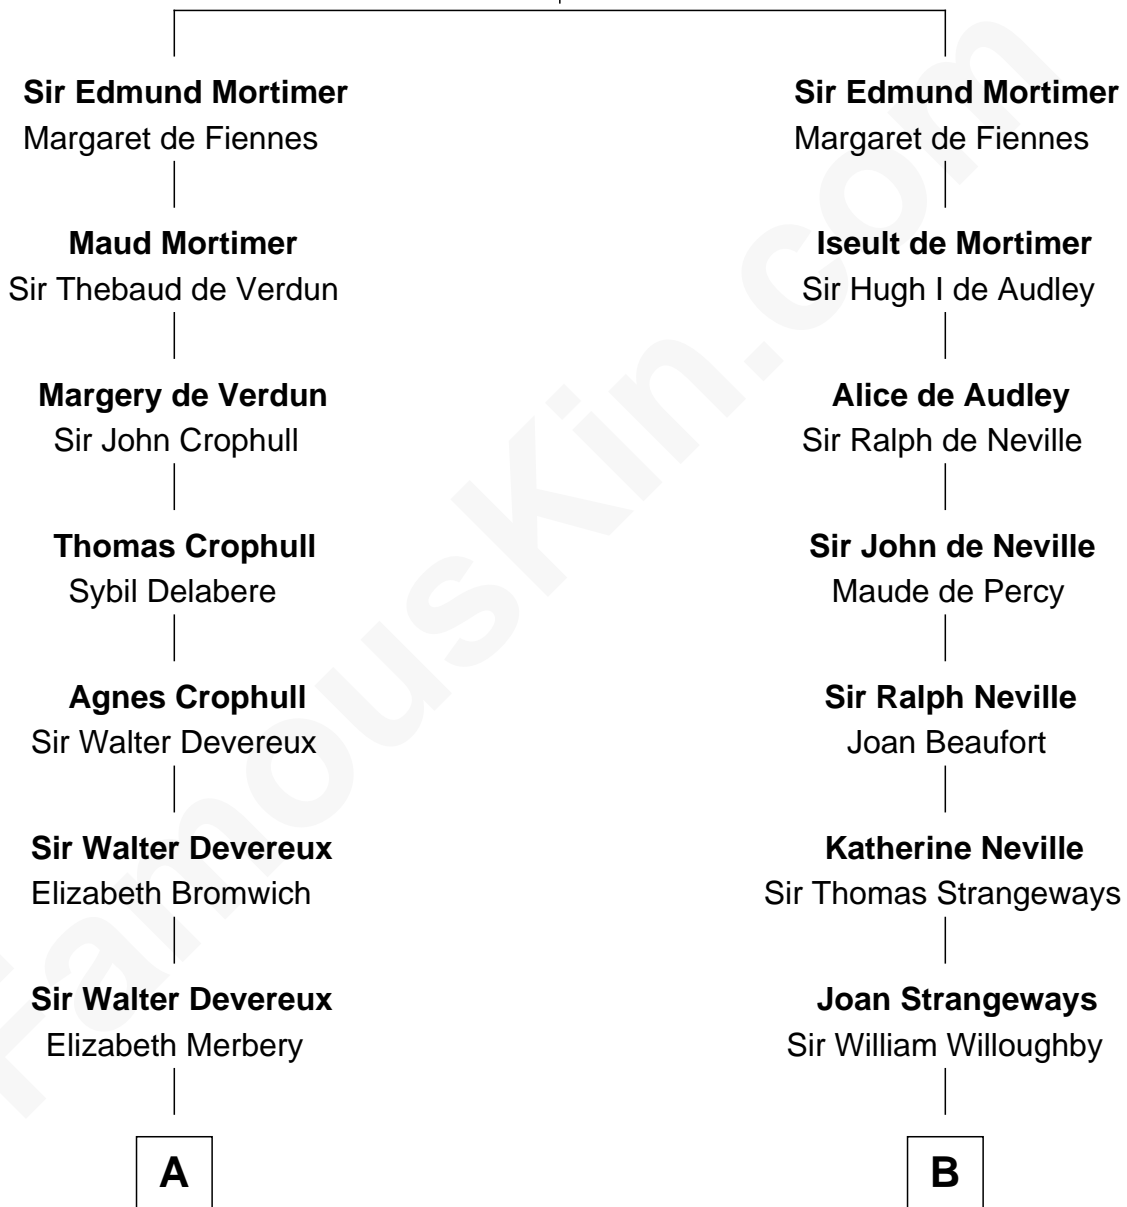 Sir Edmund Mortimer
Margaret de Fiennes
Maud Mortimer
Sir Thebaud de Verdun
Margery de Verdun
Sir John Crophull
Thomas Crophull
Sybil Delabere
Agnes Crophull
Sir Walter Devereux
Sir Walter Devereux
Elizabeth Bromwich
Sir Walter Devereux
Elizabeth Merbery
A
Sir Edmund Mortimer
Margaret de Fiennes
Iseult de Mortimer
Sir Hugh I de Audley
Alice de Audley
Sir Ralph de Neville
Sir John de Neville
Maude de Percy
Sir Ralph Neville
Joan Beaufort
Katherine Neville
Sir Thomas Strangeways
Joan Strangeways
Sir William Willoughby
B
FamousKin.com